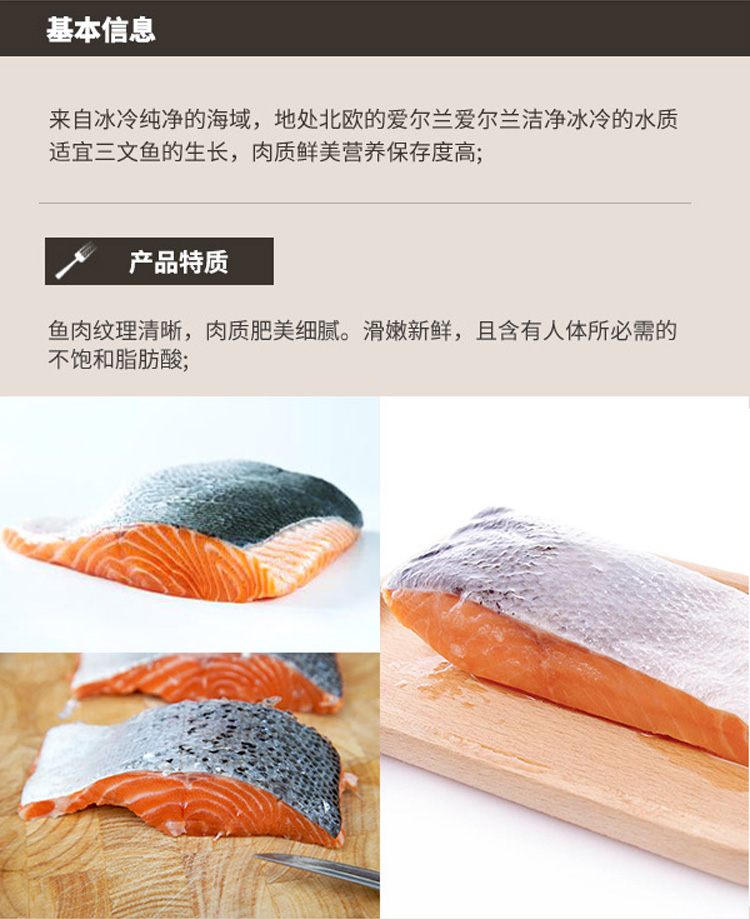 基本信息
来自冰冷纯净的海域，地处北欧的爱尔兰爱尔兰洁净冰冷的水质
适宜三文鱼的生长，肉质鲜美营养保存度高;
产品特质
鱼肉纹理清晰，肉质肥美细腻。滑嫩新鲜，且含有人体所必需的
不饱和脂肪酸;